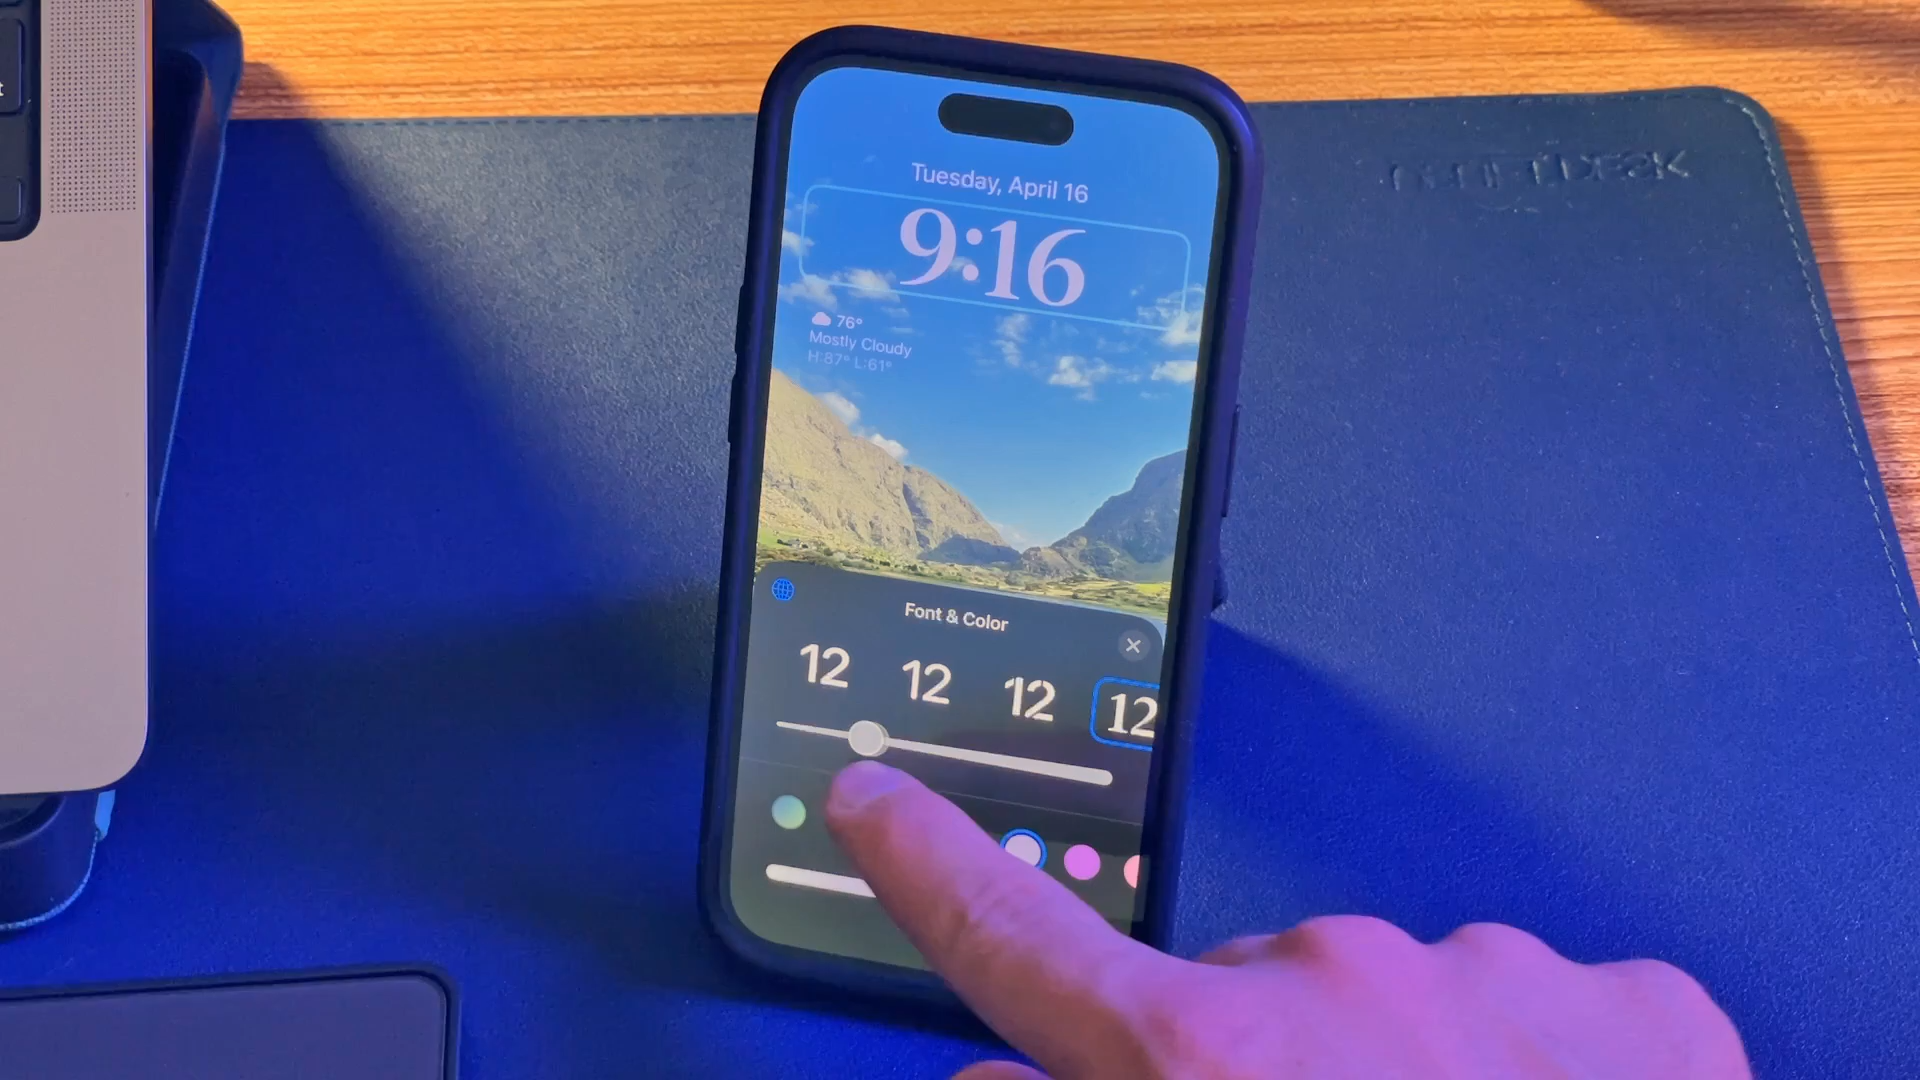 Tuesday, April 16
9:16
76°
Mostly Cloudy
H:87° L:61°
Font & Color
12 12 12 12
t